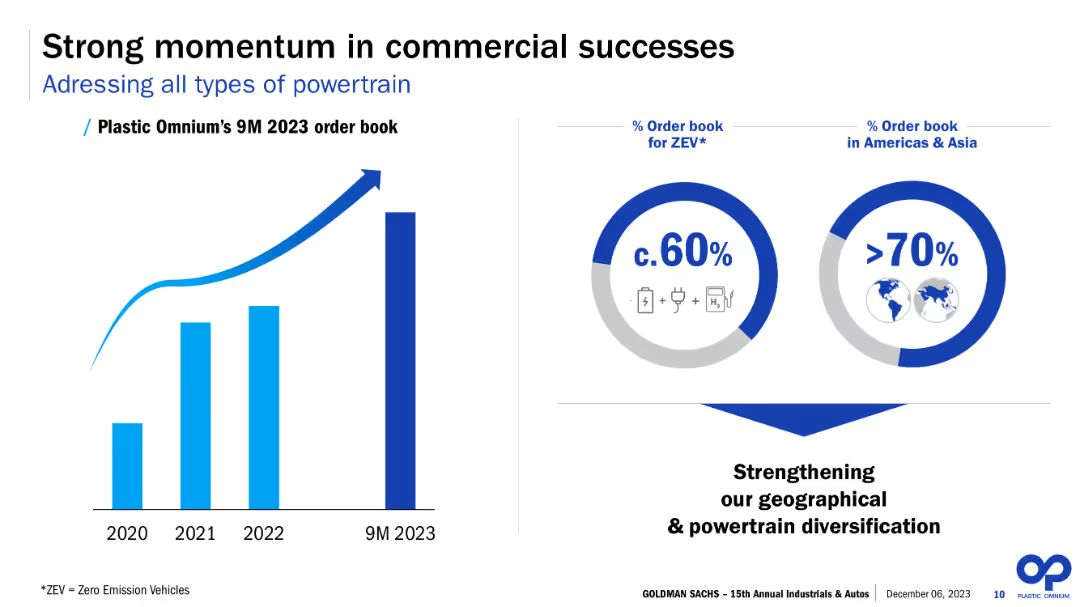 Strong momentum in commercial successes
Adressing all types of powertrain
/ Plastic Omnium's 9M 2023 order book
2020
2021
2022
9M 2023
% Order book
for ZEV*
c.60%
+
+
H2
% Order book
in Americas & Asia
>70%
Strengthening
our geographical
& powertrain diversification
*ZEV = Zero Emission Vehicles
GOLDMAN SACHS – 15th Annual Industrials & Autos
December 06, 2023
10
PLASTIC OMNIUM